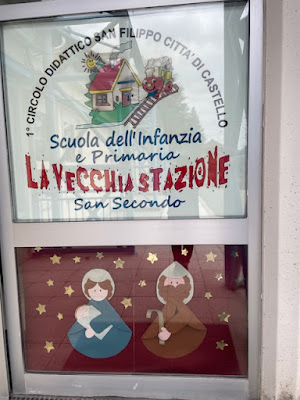 1° CIRCOLO DIDATTICO SAN FILIPPO CITTA' DI CASTELLO
Scuola dell'Infanzia
e Primaria
LA VECCHIA STAZIONE
San Secondo